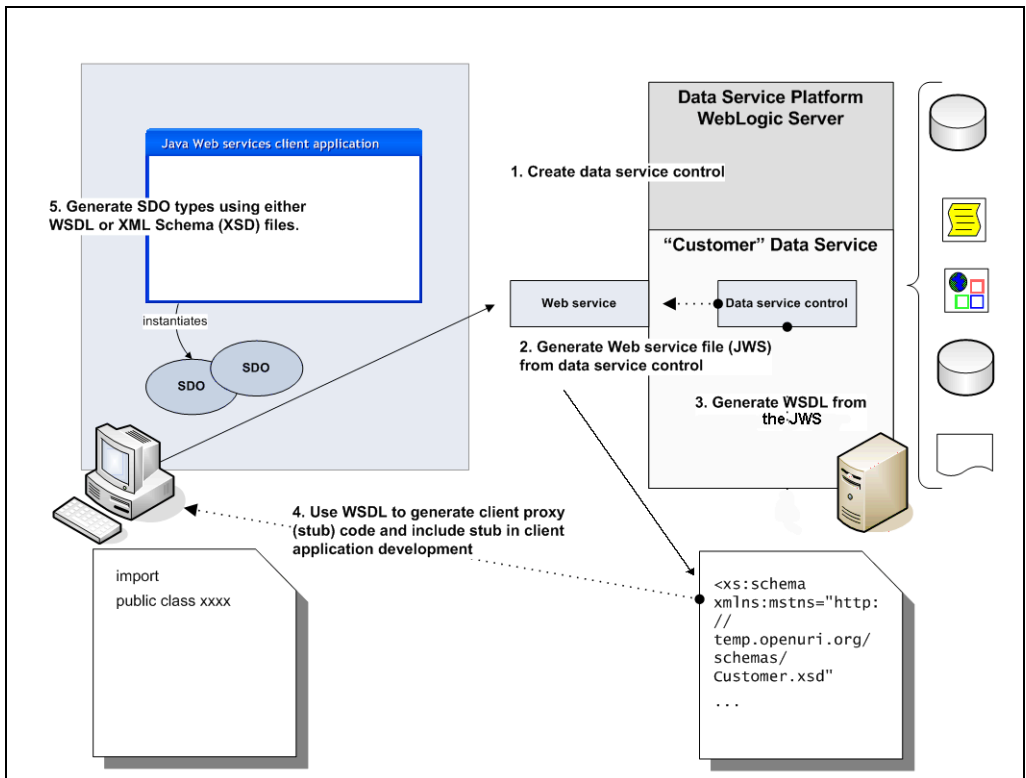 Data Service Platform
WebLogic Server
Java Web services client application
1. Create data service control
5. Generate SDO types using either
WSDL or XML Schema (XSD) files.
“Customer” Data Service
Web service
Data service control
instantiates
2. Generate Web service file (JWS)
from data service control
SDO
SDO
3. Generate WSDL from
the JWS
4. Use WSDL to generate client proxy
(stub) code and include stub in client
application development
import
public class xxxx
<xs:schema
xmlns:mstns="http:
//
temp.openuri.org/
schemas/
Customer.xsd"
...